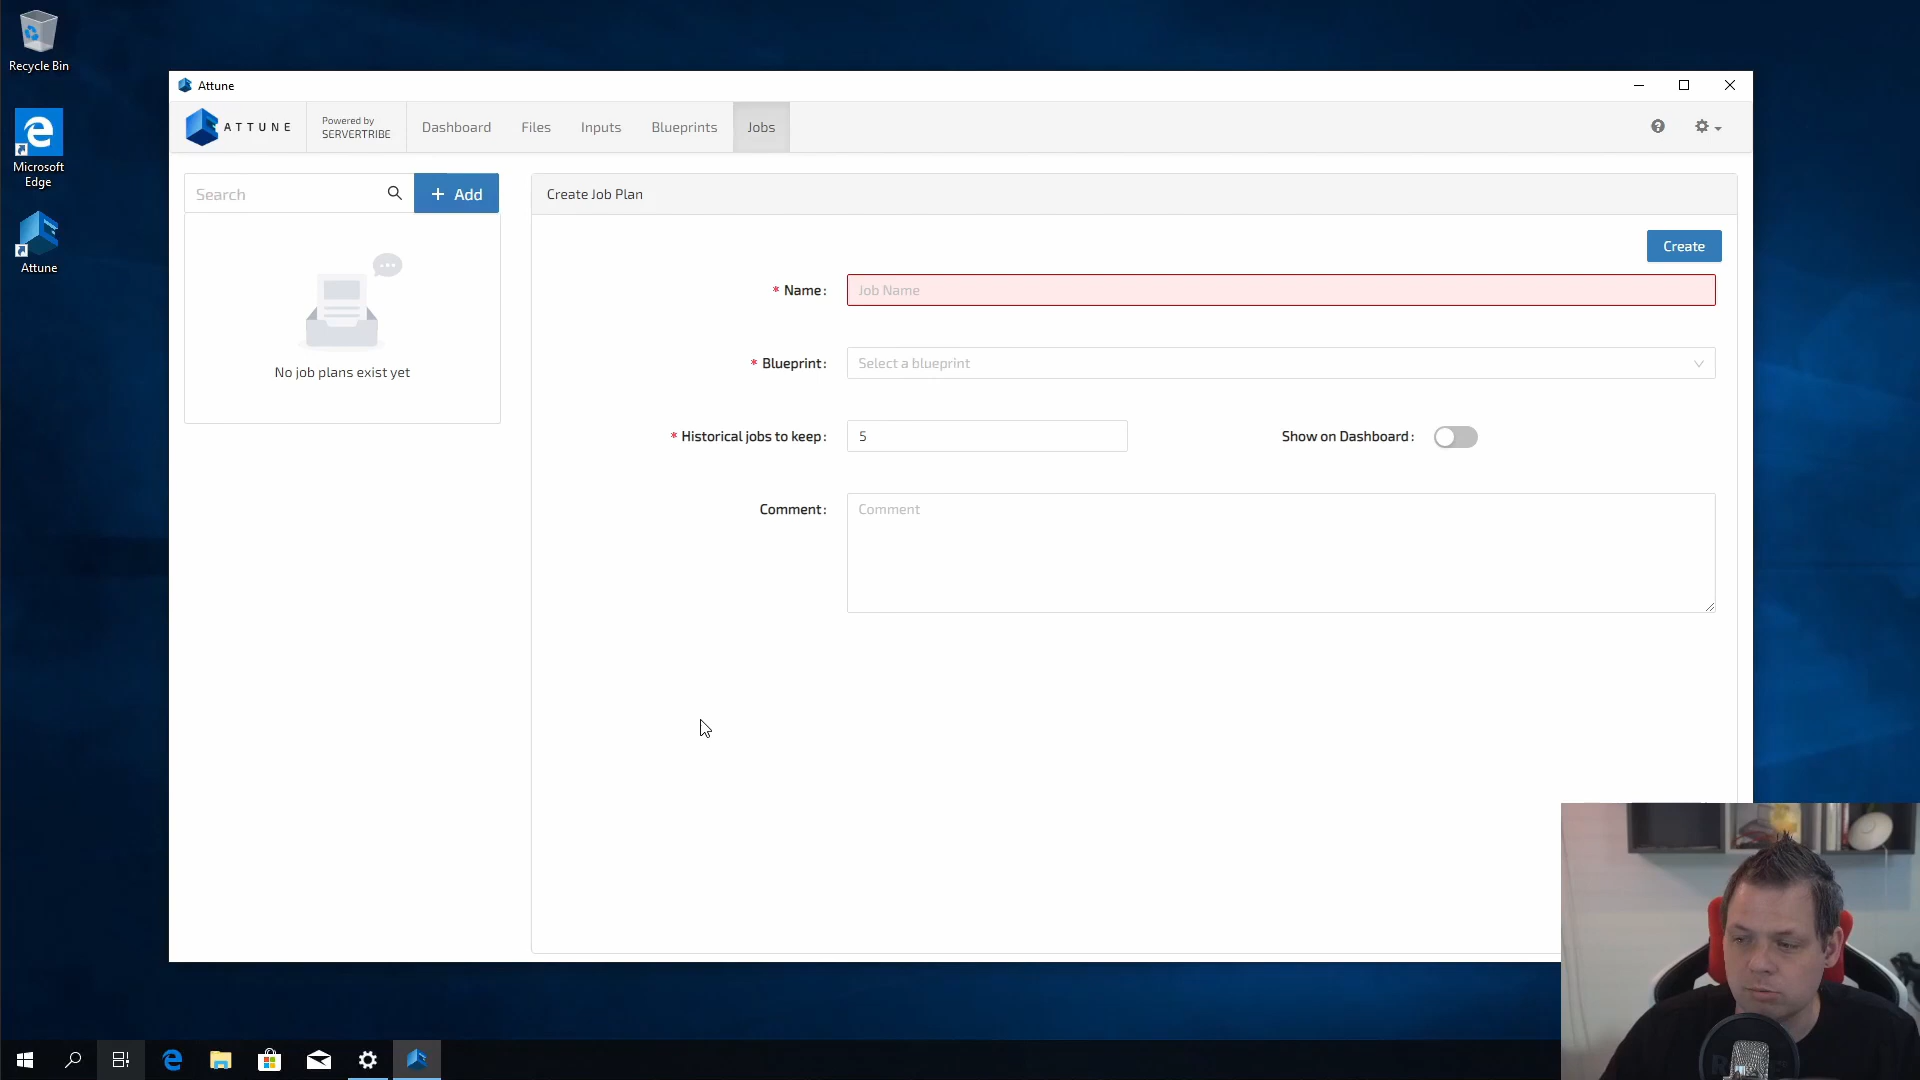 Recycle Bin
Microsoft
Edge
Attune
Attune
ATTUNE
Powered by
SERVERTRIBE
Dashboard
Files
Inputs
Blueprints
Jobs
Search
+ Add
No job plans exist yet
Create Job Plan
Create
* Name:
Job Name
* Blueprint:
Select a blueprint
* Historical jobs to keep:
5
Show on Dashboard:
Comment:
Comment